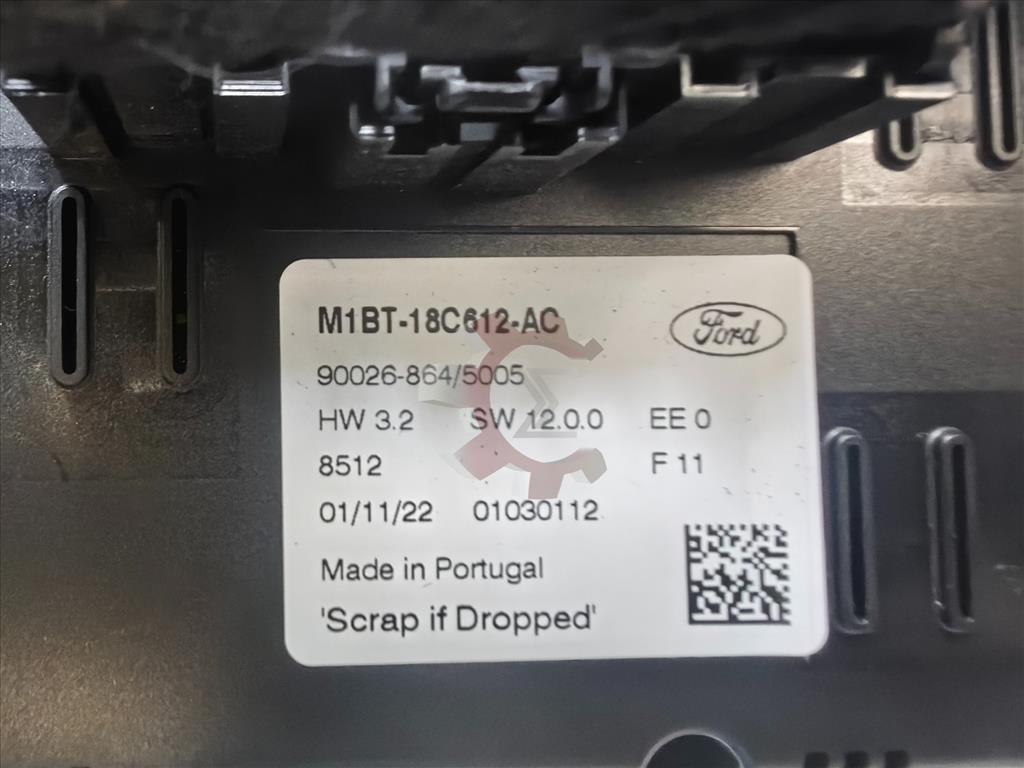 M1BT-18C612-AC
Ford
90026-864/5005
HW 3.2 SW 12.0.0 EE 0
8512 F 11
01/11/22 01030112
Made in Portugal
'Scrap if Dropped'